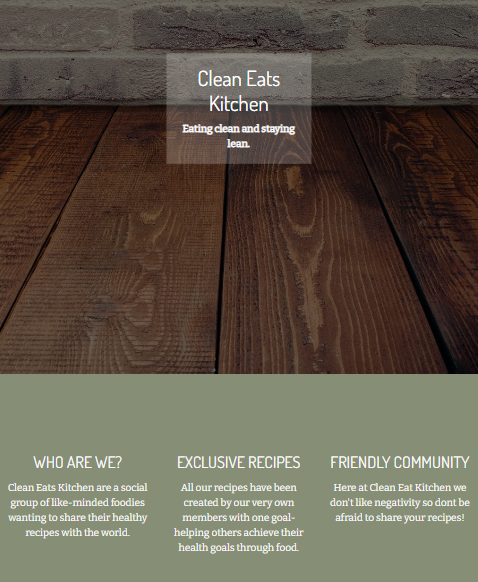 Clean Eats
Kitchen
Eating clean and staying
lean.
WHO ARE WE?
Clean Eats Kitchen are a social
group of like-minded foodies
wanting to share their healthy
recipes with the world.
EXCLUSIVE RECIPES
All our recipes have been
created by our very own
members with one goal-
helping others achieve their
health goals through food.
FRIENDLY COMMUNITY
Here at Clean Eat Kitchen we
don't like negativity so dont be
afraid to share your recipes!